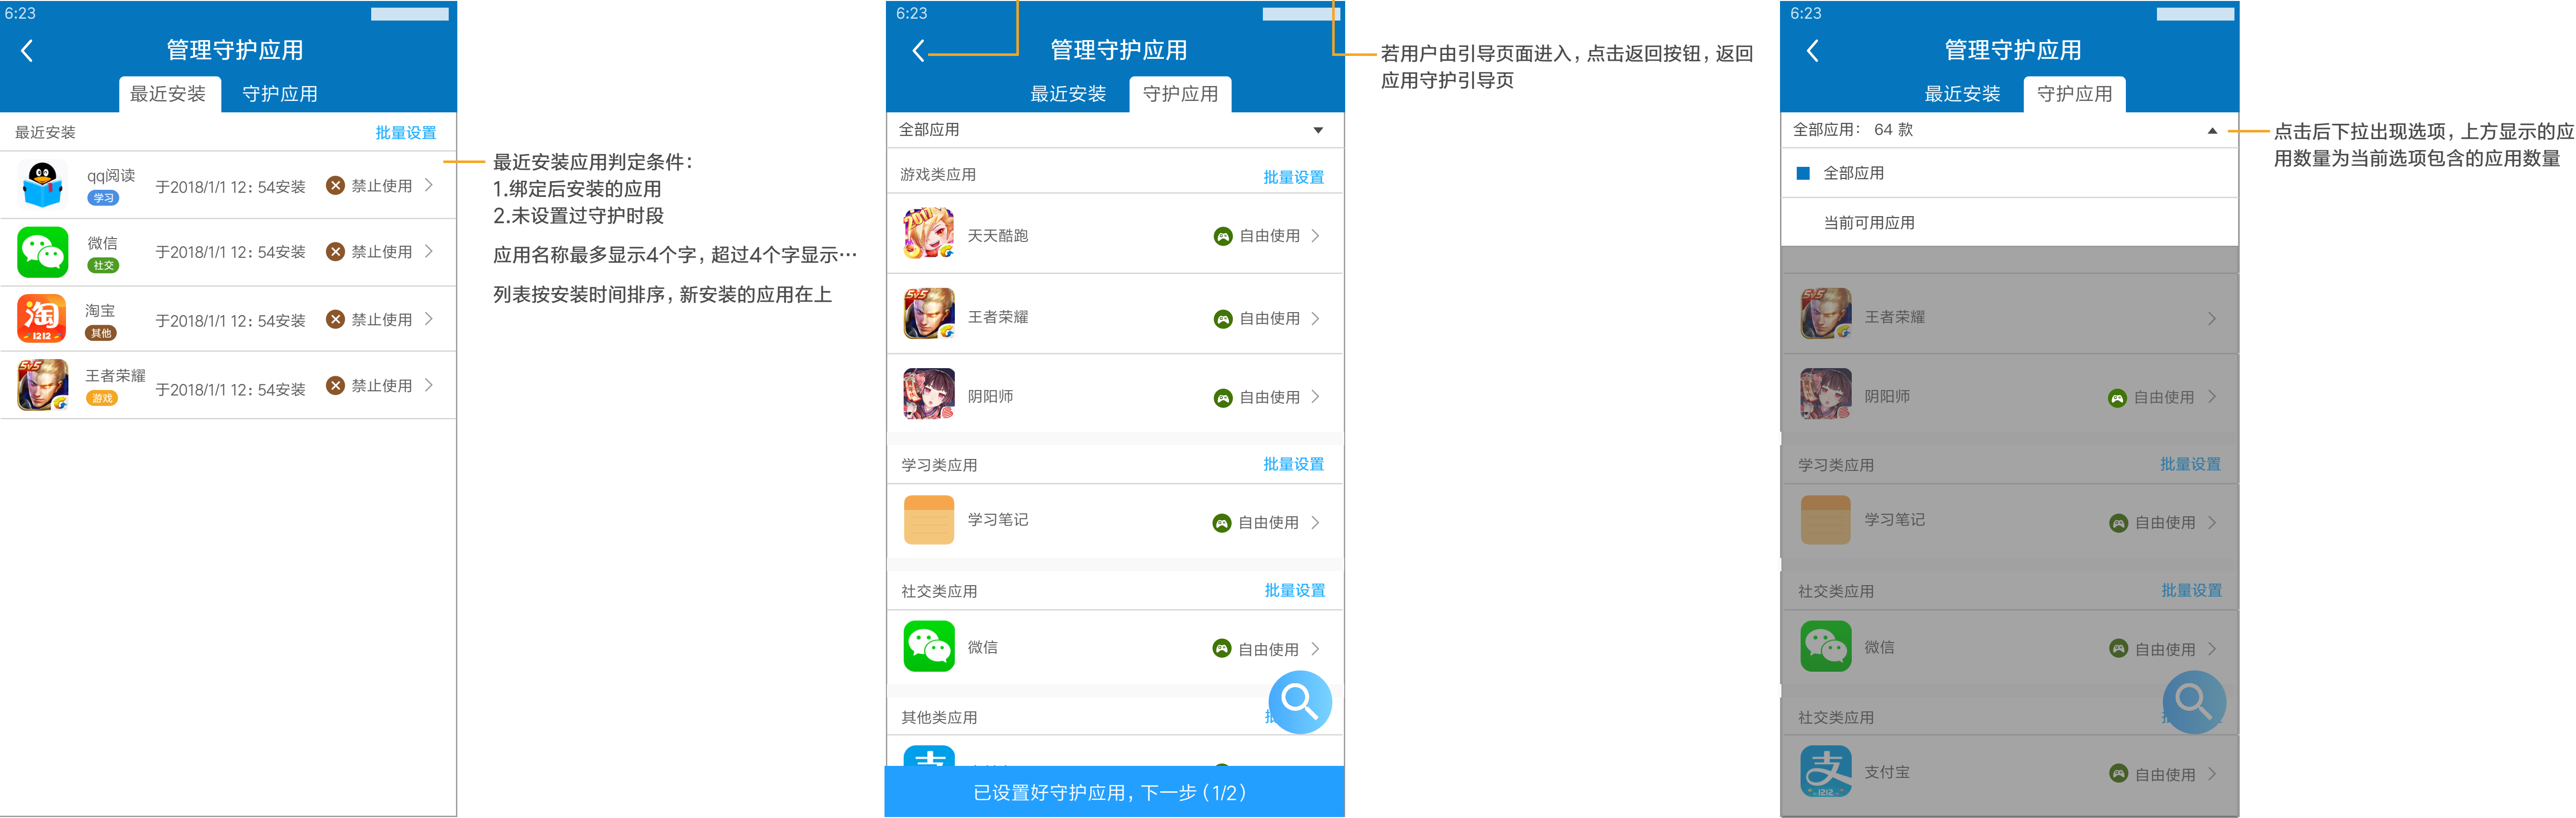 6:23
管理守护应用
最近安装
守护应用
最近安装
批量设置
qq阅读
学习
于2018/1/1 12：54安装
禁止使用
微信
社交
于2018/1/1 12：54安装
禁止使用
淘
1212
淘宝
其他
于2018/1/1 12：54安装
禁止使用
5v5
王者荣耀
游戏
于2018/1/1 12：54安装
禁止使用
最近安装应用判定条件：
1.绑定后安装的应用
2.未设置过守护时段
应用名称最多显示4个字，超过4个字显示…
列表按安装时间排序，新安装的应用在上
6:23
管理守护应用
最近安装
守护应用
全部应用
游戏类应用
批量设置
天天酷跑
自由使用
5v5
王者荣耀
自由使用
阴阳师
自由使用
学习类应用
批量设置
学习笔记
自由使用
社交类应用
批量设置
微信
自由使用
其他类应用
批
支
已设置好守护应用，下一步（1/2）
若用户由引导页面进入，点击返回按钮，返回
应用守护引导页
6:23
管理守护应用
最近安装
守护应用
全部应用： 64 款
全部应用
当前可用应用
5v5
王者荣耀
阴阳师
自由使用
学习类应用
批量设置
学习笔记
自由使用
社交类应用
批量设置
微信
自由使用
社交类应用
支
1212
支付宝
自由使用
点击后下拉出现选项，上方显示的应
用数量为当前选项包含的应用数量